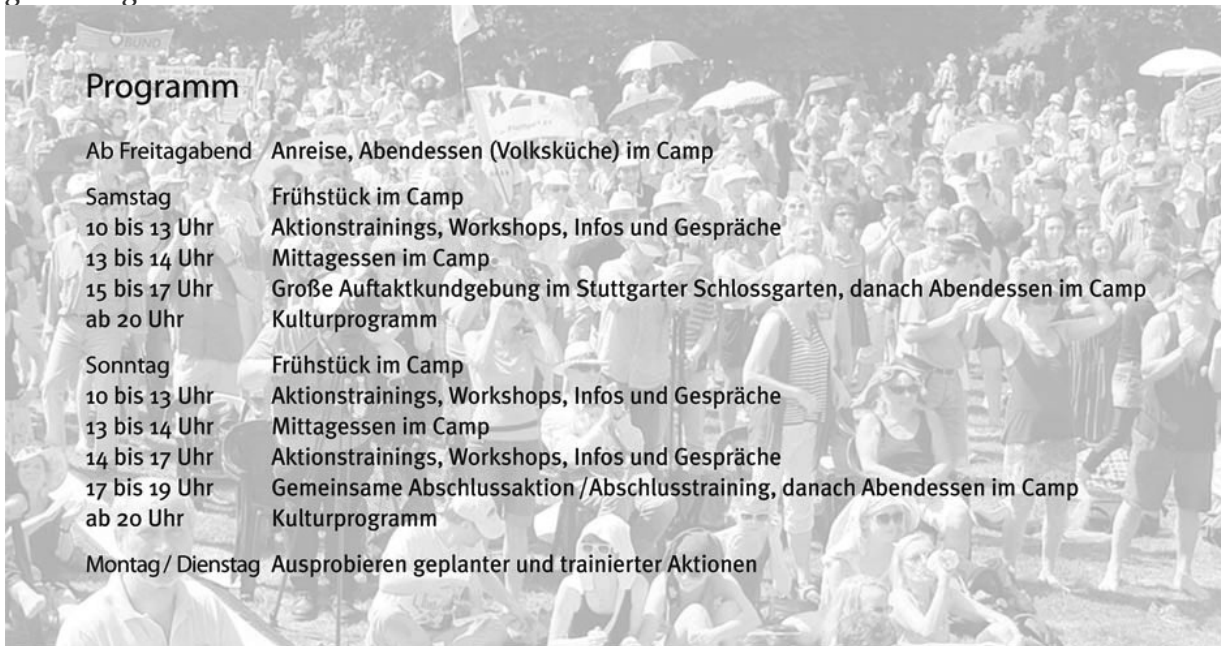 BUND
Programm
Ab Freitagabend Anreise, Abendessen (Volksküche) im Camp
Samstag Frühstück im Camp
10 bis 13 Uhr Aktionstrainings, Workshops, Infos und Gespräche
13 bis 14 Uhr Mittagessen im Camp
15 bis 17 Uhr Große Auftaktkundgebung im Stuttgarter Schlossgarten, danach Abendessen im Camp
ab 20 Uhr Kulturprogramm
Sonntag Frühstück im Camp
10 bis 13 Uhr Aktionstrainings, Workshops, Infos und Gespräche
13 bis 14 Uhr Mittagessen im Camp
14 bis 17 Uhr Aktionstrainings, Workshops, Infos und Gespräche
17 bis 19 Uhr Gemeinsame Abschlussaktion / Abschlusstraining, danach Abendessen im Camp
ab 20 Uhr Kulturprogramm
Montag / Dienstag Ausprobieren geplanter und trainierter Aktionen